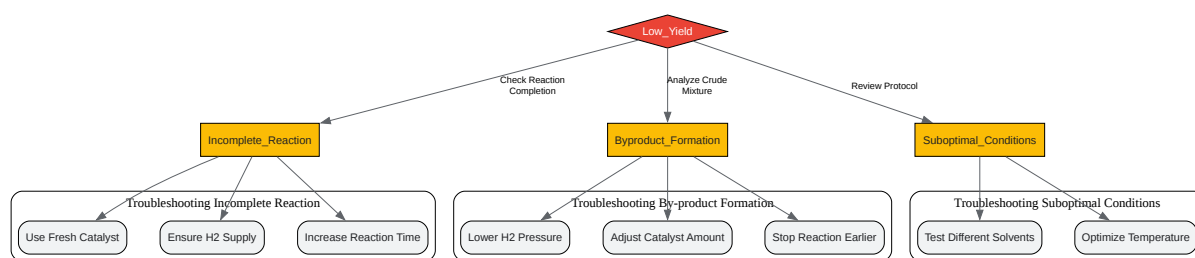 Low_Yield
Check Reaction
Completion
Analyze Crude
Mixture
Review Protocol
Incomplete_Reaction
Byproduct_Formation
Suboptimal_Conditions
Troubleshooting Incomplete Reaction
Troubleshooting By-product Formation
Troubleshooting Suboptimal Conditions
Use Fresh Catalyst
Ensure H2 Supply
Increase Reaction Time
Lower H2 Pressure
Adjust Catalyst Amount
Stop Reaction Earlier
Test Different Solvents
Optimize Temperature